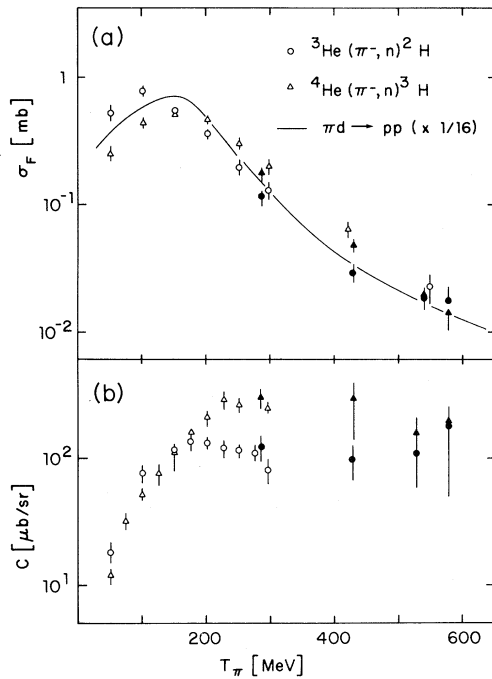 (a)
○ ³He (π⁻, n)² H
△ ⁴He (π⁻, n)³ H
— πd → pp (x 1/16)
σF [mb]
1
10⁻¹
10⁻²
(b)
C [μb/sr]
10²
10¹
200 400 600
Tπ [MeV]